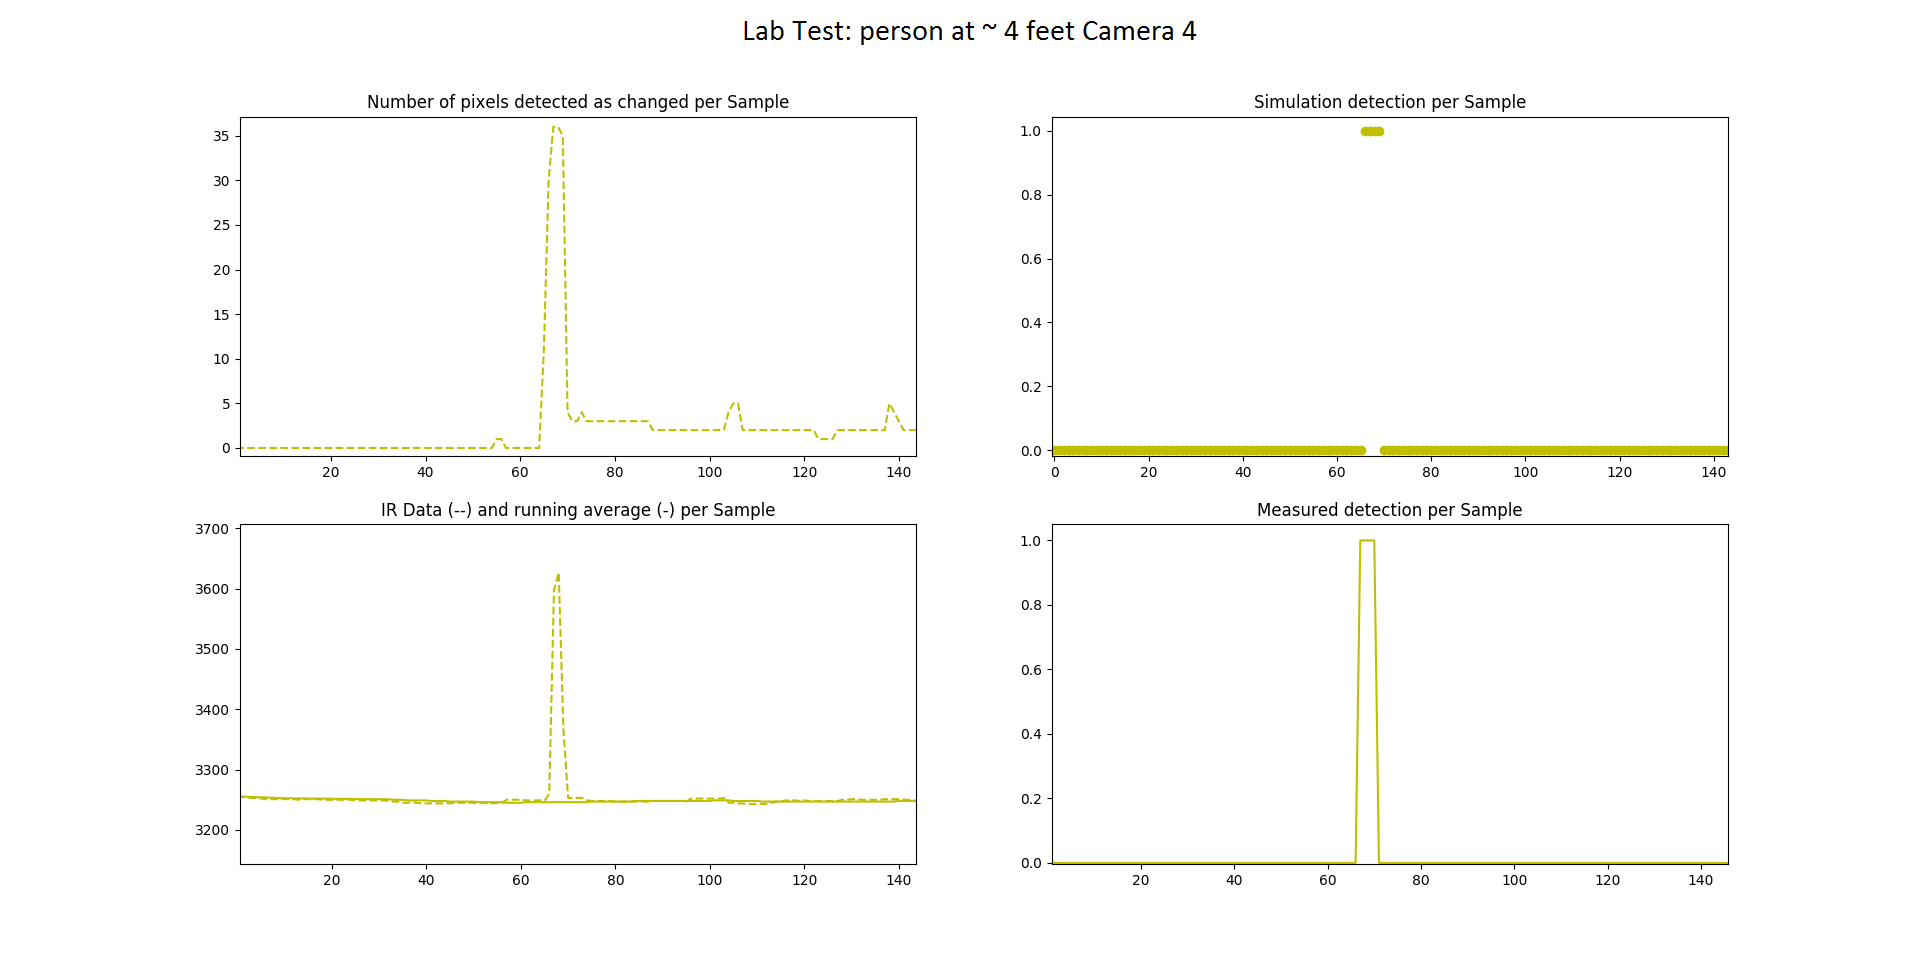 Lab Test: person at ~ 4 feet Camera 4
Number of pixels detected as changed per Sample
35
30
25
20
15
10
5
0
20 40 60 80 100 120 140
Simulation detection per Sample
1.0
0.8
0.6
0.4
0.2
0.0
0 20 40 60 80 100 120 140
IR Data (--) and running average (-) per Sample
3700
3600
3500
3400
3300
3200
20 40 60 80 100 120 140
Measured detection per Sample
1.0
0.8
0.6
0.4
0.2
0.0
20 40 60 80 100 120 140